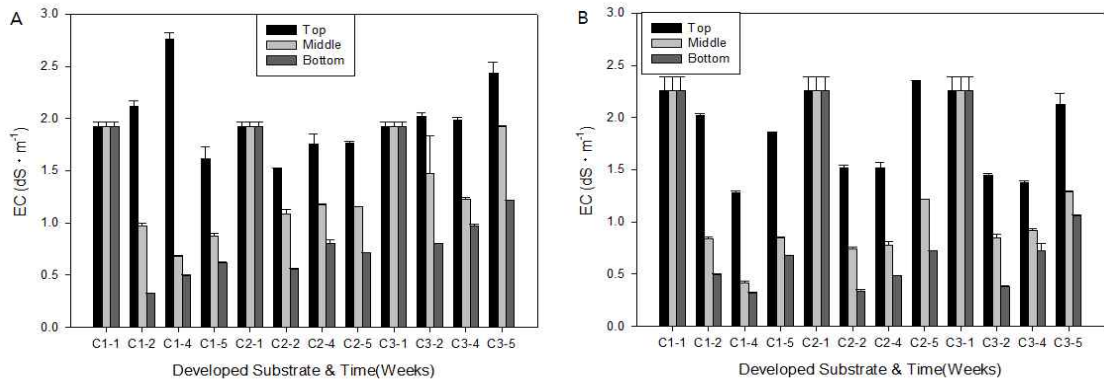 A
3.0
2.5
2.0
1.5
1.0
0.5
0.0
EC (dS・m⁻¹)
Top
Middle
Bottom
C1-1 C1-2 C1-4 C1-5 C2-1 C2-2 C2-4 C2-5 C3-1 C3-2 C3-4 C3-5
Developed Substrate & Time(Weeks)
B
3.0
2.5
2.0
1.5
1.0
0.5
0.0
EC (dS・m⁻¹)
Top
Middle
Bottom
C1-1 C1-2 C1-4 C1-5 C2-1 C2-2 C2-4 C2-5 C3-1 C3-2 C3-4 C3-5
Developed Substrate & Time(Weeks)